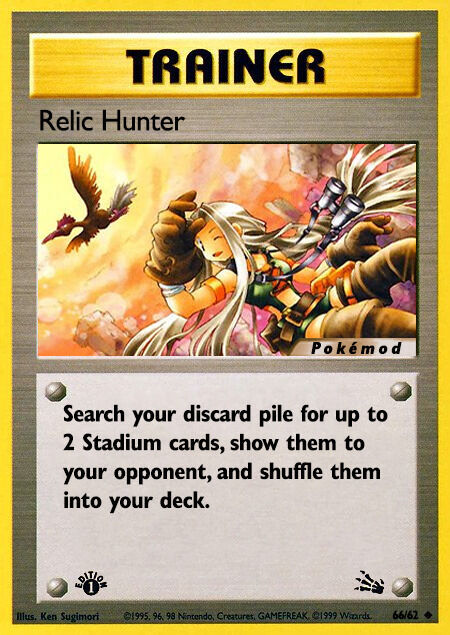 TRAINER
Relic Hunter
Pokémod
Search your discard pile for up to
2 Stadium cards, show them to
your opponent, and shuffle them
into your deck.
EDITION
1
Illus. Ken Sugimori ©1995, 96, 98 Nintendo, Creatures, GAMEFREAK. ©1999 Wizards. 66/62